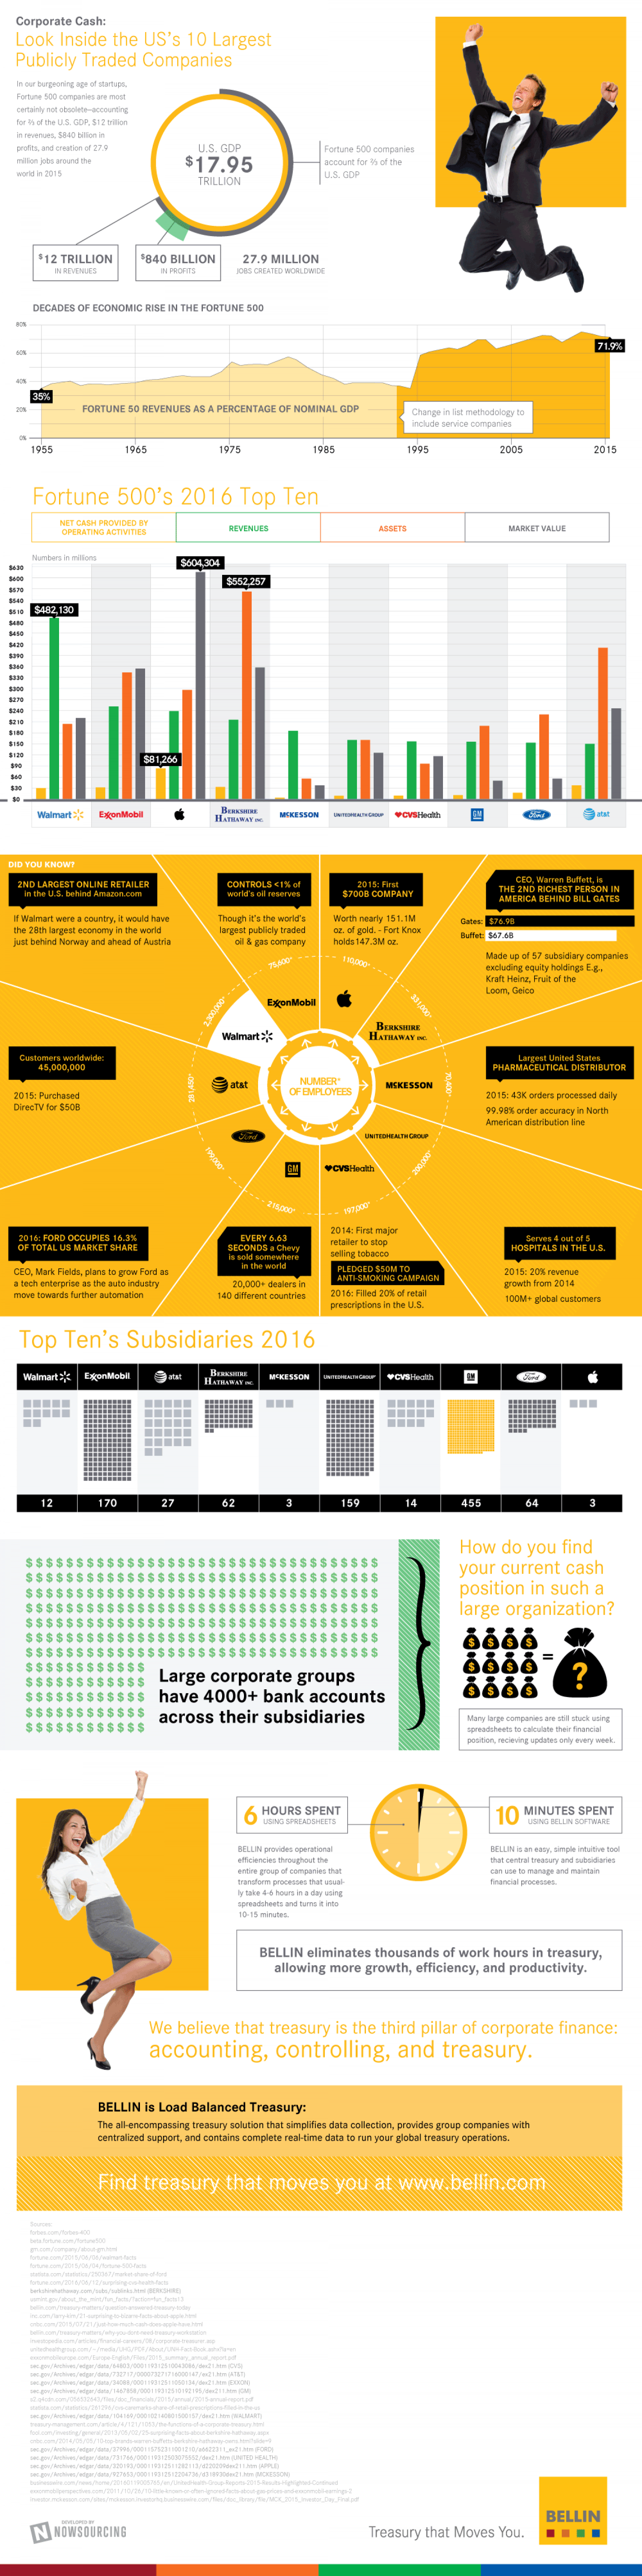 Corporate Cash:
Look Inside the US's 10 Largest
Publicly Traded Companies
In our burgeoning age of startups,
Fortune 500 companies are most
certainly not obsolete—accounting
for ⅔ of the U.S. GDP, $12 trillion
in revenues, $840 billion in
profits, and creation of 27.9
million jobs around the
world in 2015
U.S. GDP
$17.95
TRILLION
Fortune 500 companies
account for ⅔ of the
U.S. GDP
$12 TRILLION
IN REVENUES
$840 BILLION
IN PROFITS
27.9 MILLION
JOBS CREATED WORLDWIDE
DECADES OF ECONOMIC RISE IN THE FORTUNE 500
80%
60%
40%
20%
0%
35%
71.9%
FORTUNE 50 REVENUES AS A PERCENTAGE OF NOMINAL GDP
Change in list methodology to
include service companies
1955 1965 1975 1985 1995 2005 2015
Fortune 500's 2016 Top Ten
NET CASH PROVIDED BY
OPERATING ACTIVITIES
REVENUES
ASSETS
MARKET VALUE
Numbers in millions
$630
$600
$570
$540
$510
$480
$450
$420
$390
$360
$330
$300
$270
$240
$210
$180
$150
$120
$90
$60
$30
$0
$482,130
$81,266
$604,304
$552,257
Walmart
ExxonMobil
BERKSHIRE
HATHAWAY INC.
MCKESSON
UNITEDHEALTH GROUP
CVSHealth
GM
Ford
at&t
DID YOU KNOW?
2ND LARGEST ONLINE RETAILER
in the U.S. behind Amazon.com
If Walmart were a country, it would have
the 28th largest economy in the world
just behind Norway and ahead of Austria
CONTROLS <1% of
world's oil reserves
Though it's the world's
largest publicly traded
oil & gas company
2015: First
$700B COMPANY
Worth nearly 151.1M
oz. of gold. - Fort Knox
holds 147.3M oz.
CEO, Warren Buffett, is
THE 2ND RICHEST PERSON IN
AMERICA BEHIND BILL GATES
Gates: $76.9B
Buffet: $67.6B
Made up of 57 subsidiary companies
excluding equity holdings E.g.,
Kraft Heinz, Fruit of the
Loom, Geico
75,600+
110,000+
331,000+
70,400+
200,000+
197,000+
215,000+
199,000+
281,450+
2,200,000+
ExxonMobil
Walmart
BERKSHIRE
HATHAWAY INC.
at&t
NUMBER+
OF EMPLOYEES
MCKESSON
Ford
UNITEDHEALTH GROUP
GM
CVSHealth
Customers worldwide:
45,000,000
2015: Purchased
DirecTV for $50B
Largest United States
PHARMACEUTICAL DISTRIBUTOR
2015: 43K orders processed daily
99.98% order accuracy in North
American distribution line
2016: FORD OCCUPIES 16.3%
OF TOTAL US MARKET SHARE
CEO, Mark Fields, plans to grow Ford as
a tech enterprise as the auto industry
move towards further automation
EVERY 6.63
SECONDS a Chevy
is sold somewhere
in the world
20,000+ dealers in
140 different countries
2014: First major
retailer to stop
selling tobacco
PLEDGED $50M TO
ANTI-SMOKING CAMPAIGN
2016: Filled 20% of retail
prescriptions in the U.S.
Serves 4 out of 5
HOSPITALS IN THE U.S.
2015: 20% revenue
growth from 2014
100M+ global customers
Top Ten's Subsidiaries 2016
Walmart ExxonMobil at&t BERKSHIRE HATHAWAY INC. MCKESSON UNITEDHEALTH GROUP CVSHealth GM Ford
12 170 27 62 3 159 14 455 64 3
Large corporate groups
have 4000+ bank accounts
across their subsidiaries
How do you find
your current cash
position in such a
large organization?
=
?
Many large companies are still stuck using
spreadsheets to calculate their financial
position, recieving updates only every week.
6 HOURS SPENT
USING SPREADSHEETS
10 MINUTES SPENT
USING BELLIN SOFTWARE
BELLIN provides operational
efficiencies throughout the
entire group of companies that
transform processes that usual-
ly take 4-6 hours in a day using
spreadsheets and turns it into
10-15 minutes.
BELLIN is an easy, simple intuitive tool
that central treasury and subsidiaries
can use to manage and maintain
financial processes.
BELLIN eliminates thousands of work hours in treasury,
allowing more growth, efficiency, and productivity.
We believe that treasury is the third pillar of corporate finance:
accounting, controlling, and treasury.
BELLIN is Load Balanced Treasury:
The all-encompassing treasury solution that simplifies data collection, provides group companies with
centralized support, and contains complete real-time data to run your global treasury operations.
Find treasury that moves you at www.bellin.com
Sources:
forbes.com/forbes-400
beta.fortune.com/fortune500
gm.com/company/about-gm.html
DEVELOPED BY
NOWSOURCING
Treasury that Moves You.
BELLIN